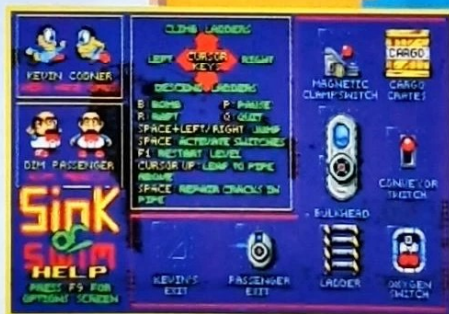 KEVIN CODNER
DIM PASSENGER
Sink
or
Swim
HELP
PRESS F9 FOR
OPTIONS SCREEN
CLIMB LADDERS
LEFT
CURSOR
KEYS
RIGHT
DESCEND LADDERS
B BOMB P PAUSE
R RAFT Q QUIT
SPACE+LEFT/RIGHT JUMP
SPACE ACTIVATE SWITCHES
RESTART LEVEL
CURSOR UP LEAP TO PIPE
ABOVE
SPACE REPAIR CRACKS IN
PIPE
MAGNETIC
CLAMP SWITCH
CARGO
CARGO
CRATES
BULKHEAD
CONVEYOR
SWITCH
KEVIN'S
EXIT
PASSENGER
EXIT
LADDER
OXYGEN
SWITCH